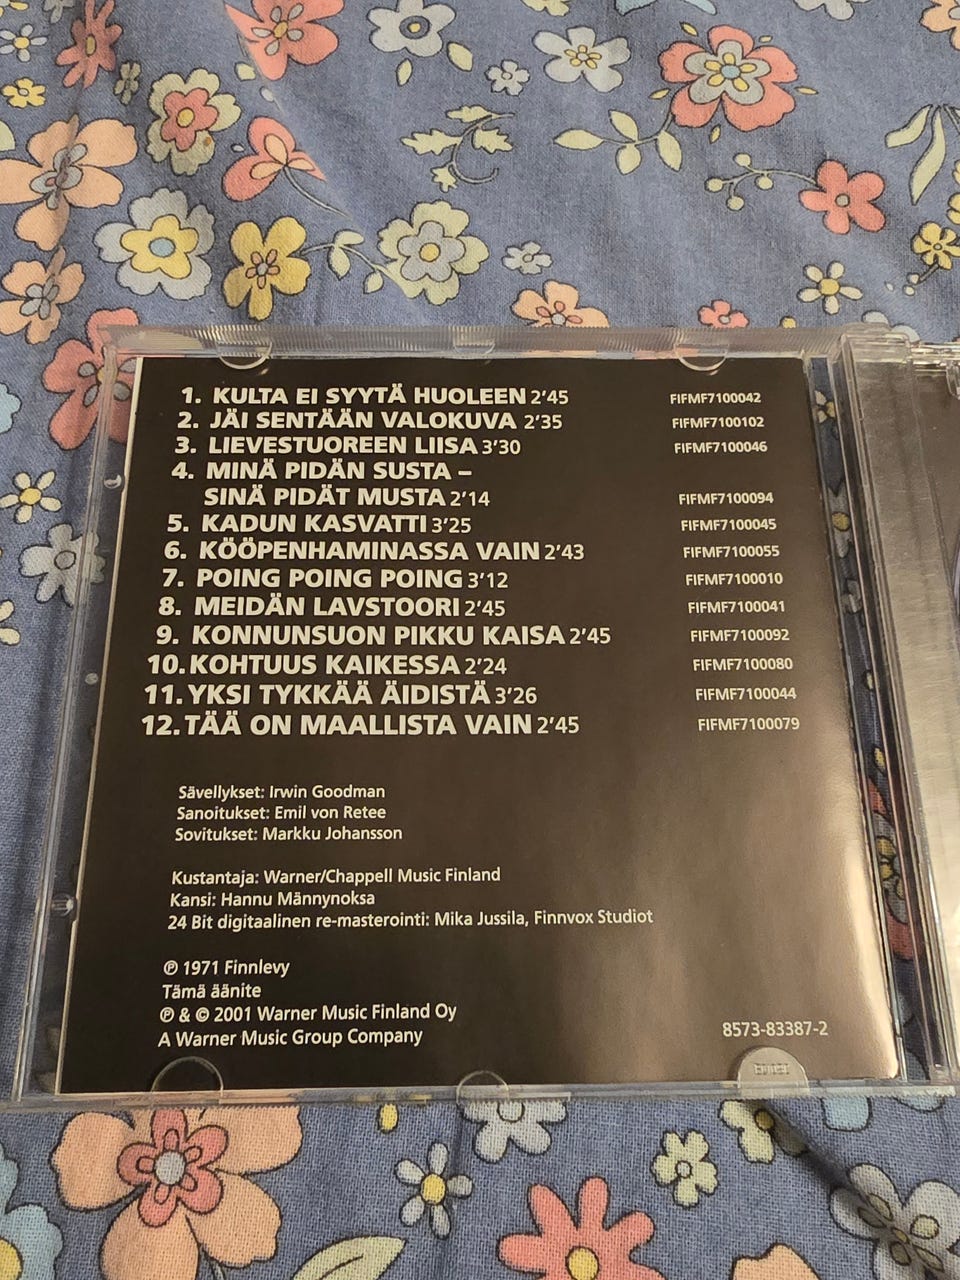 1. KULTA EI SYYTÄ HUOLEEN 2'45 FIFMF7100042
2. JÄI SENTÄÄN VALOKUVA 2'35 FIFMF7100102
3. LIEVESTUOREEN LIISA 3'30 FIFMF7100046
4. MINÄ PIDÄN SUSTA –
SINÄ PIDÄT MUSTA 2'14 FIFMF7100094
5. KADUN KASVATTI 3'25 FIFMF7100045
6. KÖÖPENHAMINASSA VAIN 2'43 FIFMF7100055
7. POING POING POING 3'12 FIFMF7100010
8. MEIDÄN LAVSTOORI 2'45 FIFMF7100041
9. KONNUNSUON PIKKU KAISA 2'45 FIFMF7100092
10. KOHTUUS KAIKESSA 2'24 FIFMF7100080
11. YKSI TYKKÄÄ ÄIDISTÄ 3'26 FIFMF7100044
12. TÄÄ ON MAALLISTA VAIN 2'45 FIFMF7100079
Sävellykset: Irwin Goodman
Sanoitukset: Emil von Retee
Sovitukset: Markku Johansson
Kustantaja: Warner/Chappell Music Finland
Kansi: Hannu Männynoksa
24 Bit digitaalinen re-masterointi: Mika Jussila, Finnvox Studiot
℗ 1971 Finnlevy
Tämä äänite
℗ & © 2001 Warner Music Finland Oy
A Warner Music Group Company 8573-83387-2